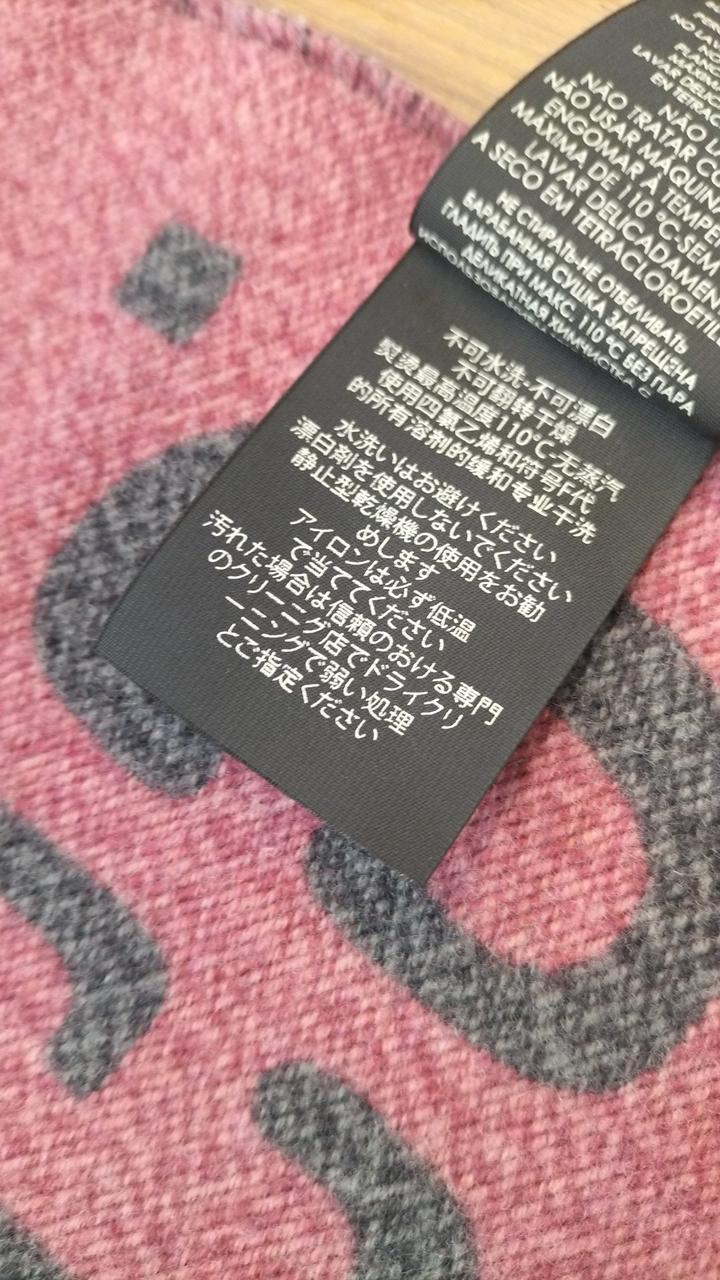 NO LA
LAVAR DE
EN TETRAC
NÃO L
NÃO TRATAR CO
NÃO USAR MÁQUINA
ENGOMAR À TEMPE
MÁXIMA DE 110 °C-SEM
LAVAR DELICADAMEN
A SECO EM TETRACLOROETIL
НЕ СТИРАТЬ-НЕ ОТБЕЛИВАТЬ
БАРАБАННАЯ СУШКА ЗАПРЕЩЕНА
ГЛАДИТЬ ПРИ МАКС. 110 °C БЕЗ ПАРА
ДЕЛИКАТНАЯ ХИМЧИСТКА С
不可水洗-不可漂白
不可翻转干燥
熨烫最高温度110°C-无蒸汽
使用四氯乙烯和符号F代
的所有溶剂的缓和专业干洗
水洗いはお避けください
漂白剤を使用しないでください
静止型乾燥機の使用をお勧
めします
アイロンは必ず低温
で当ててください
汚れた場合は信頼のおける専門
のクリーニング店でドライクリ
ーニングで弱い処理
とご指定ください